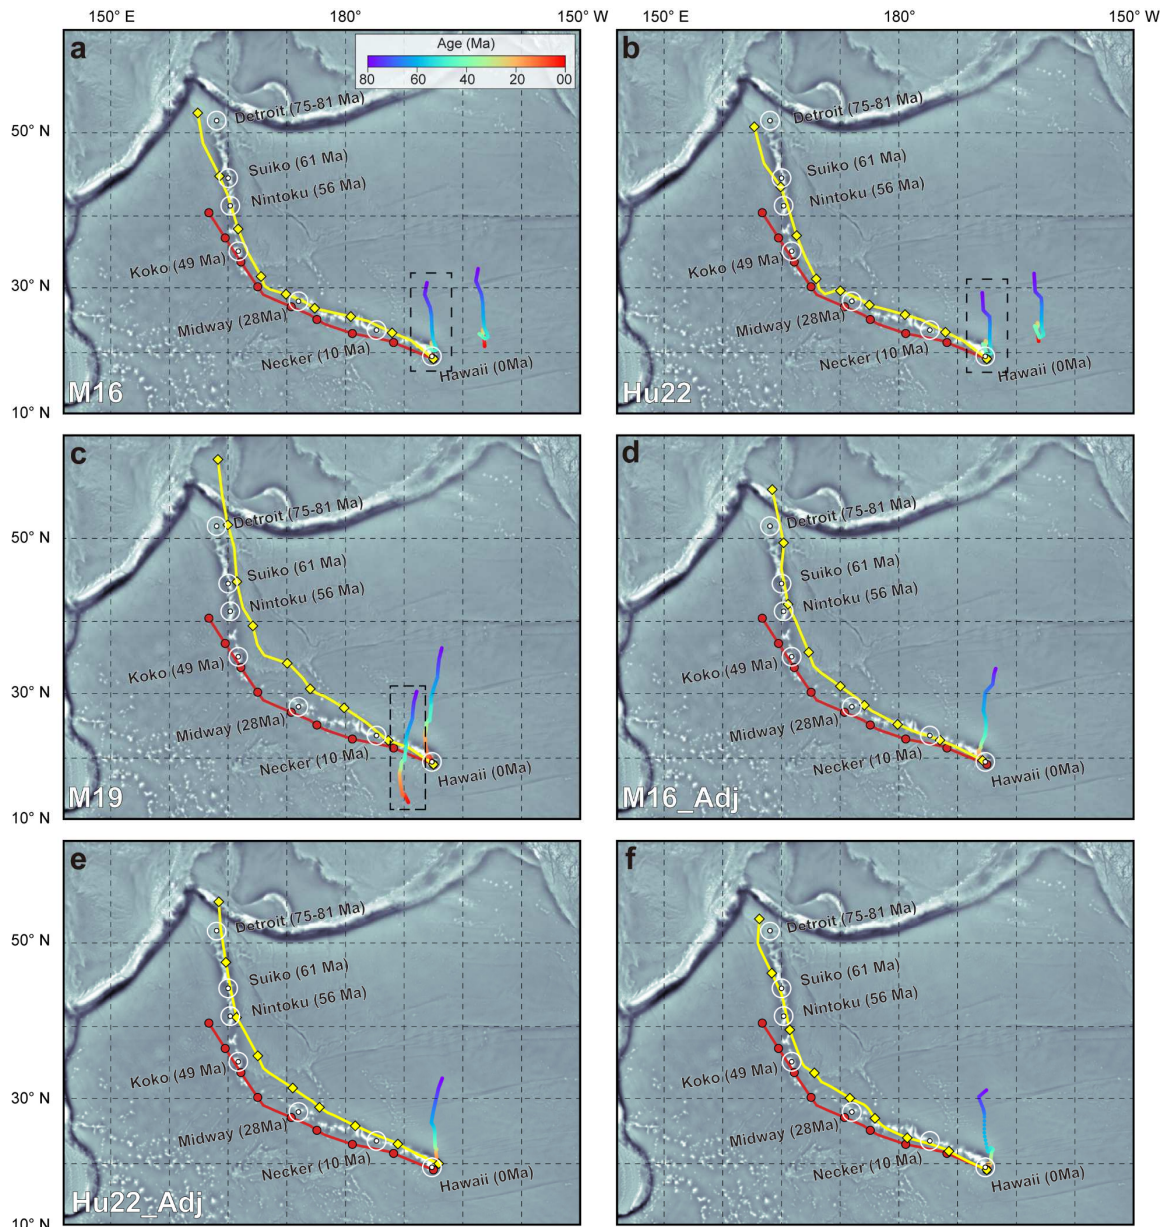 150° E 180° 150° W 150° E 180° 150° W
a
Age (Ma)
80 60 40 20 00
Detroit (75-81 Ma)
50° N
Suiko (61 Ma)
Nintoku (56 Ma)
Koko (49 Ma)
30° N
Midway (28Ma)
Necker (10 Ma)
Hawaii (0Ma)
M16
10° N
b
Detroit (75-81 Ma)
Suiko (61 Ma)
Nintoku (56 Ma)
Koko (49 Ma)
Midway (28Ma)
Necker (10 Ma)
Hawaii (0Ma)
Hu22
c
Detroit (75-81 Ma)
50° N
Suiko (61 Ma)
Nintoku (56 Ma)
Koko (49 Ma)
30° N
Midway (28Ma)
Necker (10 Ma)
Hawaii (0Ma)
M19
10° N
d
Detroit (75-81 Ma)
Suiko (61 Ma)
Nintoku (56 Ma)
Koko (49 Ma)
Midway (28Ma)
Necker (10 Ma)
Hawaii (0Ma)
M16_Adj
e
Detroit (75-81 Ma)
50° N
Suiko (61 Ma)
Nintoku (56 Ma)
Koko (49 Ma)
30° N
Midway (28Ma)
Necker (10 Ma)
Hawaii (0Ma)
Hu22_Adj
10° N
f
Detroit (75-81 Ma)
Suiko (61 Ma)
Nintoku (56 Ma)
Koko (49 Ma)
Midway (28Ma)
Necker (10 Ma)
Hawaii (0Ma)